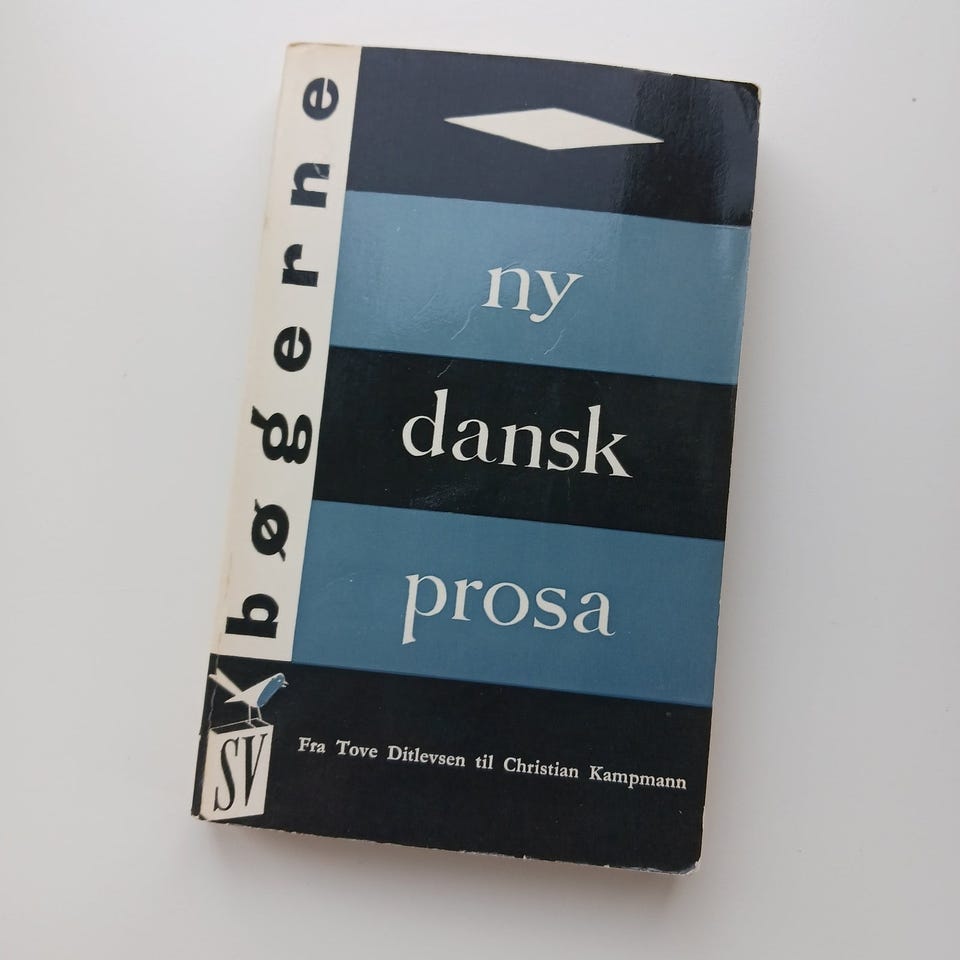 bøgerne
ny
dansk
prosa
SV
Fra Tove Ditlevsen til Christian Kampmann